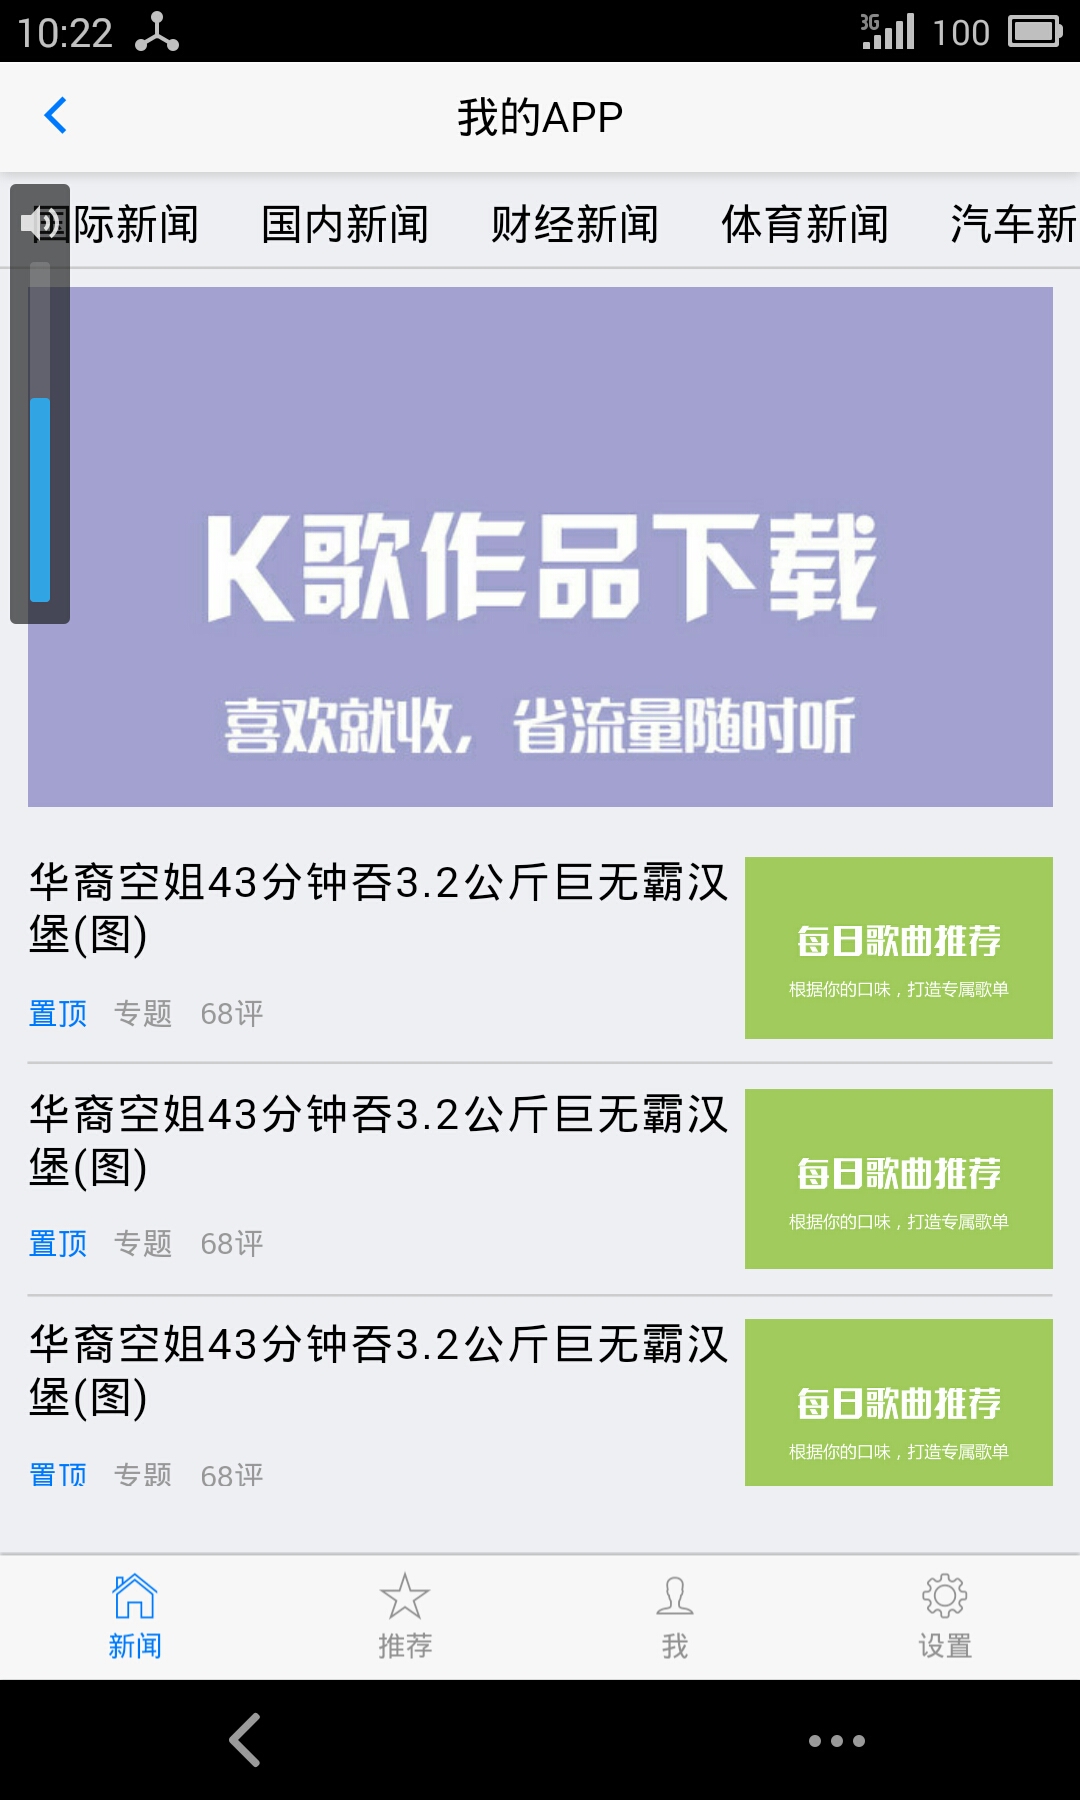 10:22
3G
100
我的APP
国际新闻 国内新闻 财经新闻 体育新闻 汽车新
K歌作品下载
喜欢就收，省流量随时听
华裔空姐43分钟吞3.2公斤巨无霸汉
堡(图)
置顶 专题 68评
每日歌曲推荐
根据你的口味，打造专属歌单
华裔空姐43分钟吞3.2公斤巨无霸汉
堡(图)
置顶 专题 68评
每日歌曲推荐
根据你的口味，打造专属歌单
华裔空姐43分钟吞3.2公斤巨无霸汉
堡(图)
置顶 专题 68评
每日歌曲推荐
根据你的口味，打造专属歌单
新闻 推荐 我 设置